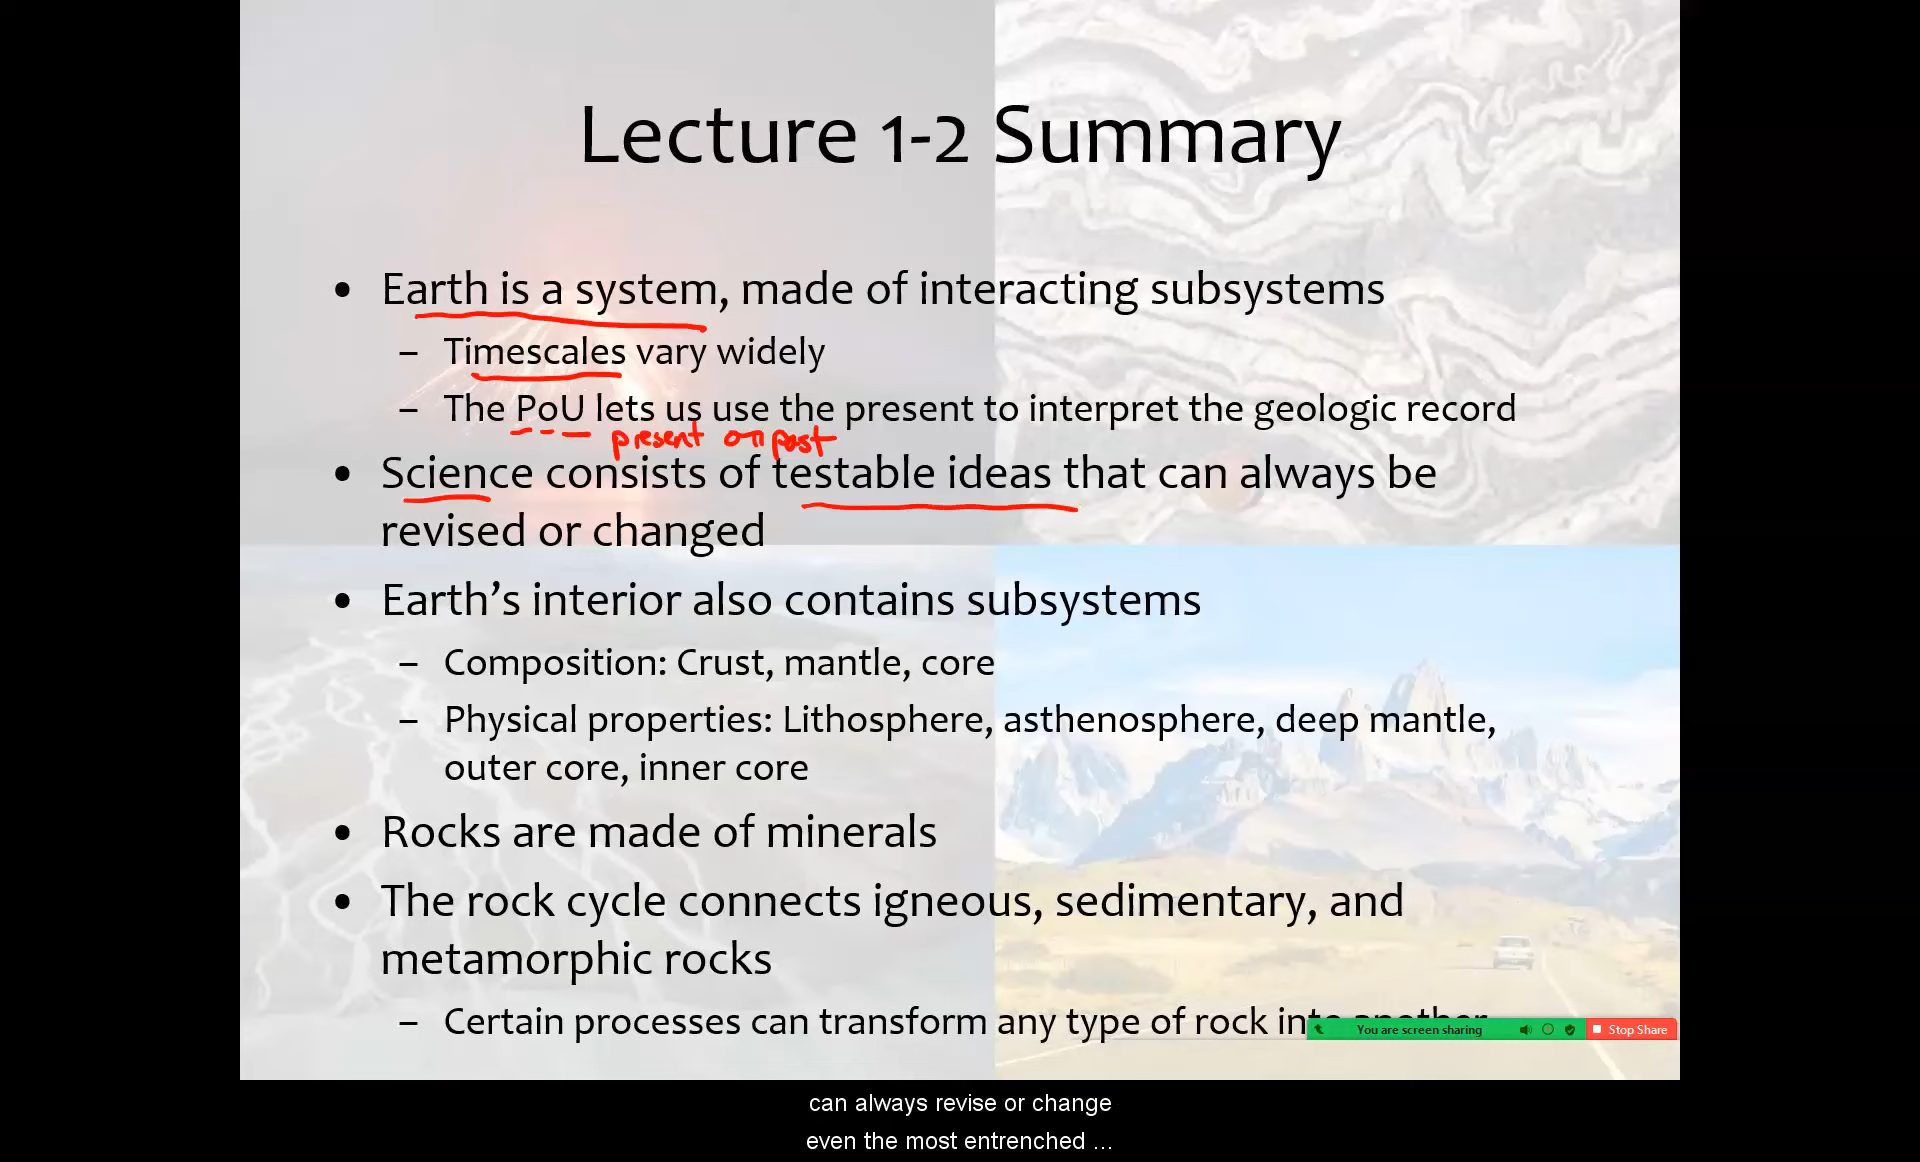 Lecture 1-2 Summary
• Earth is a system, made of interacting subsystems
– Timescales vary widely
– The PoU lets us use the present to interpret the geologic record
present on past
• Science consists of testable ideas that can always be
revised or changed
• Earth's interior also contains subsystems
– Composition: Crust, mantle, core
– Physical properties: Lithosphere, asthenosphere, deep mantle,
outer core, inner core
• Rocks are made of minerals
• The rock cycle connects igneous, sedimentary, and
metamorphic rocks
– Certain processes can transform any type of rock into another
You are screen sharing Stop Share
can always revise or change
even the most entrenched ...